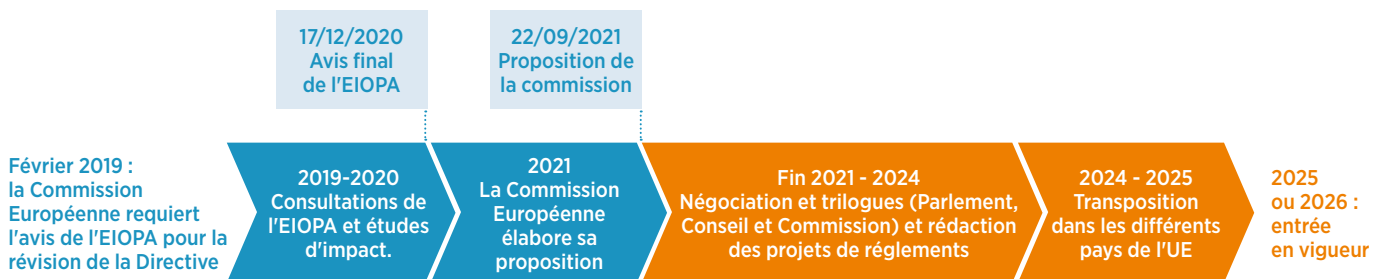 17/12/2020
Avis final
de l'EIOPA
22/09/2021
Proposition de
la commission
Février 2019 :
la Commission
Européenne requiert
l'avis de l'EIOPA pour la
révision de la Directive
2019-2020
Consultations de
l'EIOPA et études
d'impact.
2021
La Commission
Européenne
élabore sa
proposition
Fin 2021 - 2024
Négociation et trilogues (Parlement,
Conseil et Commission) et rédaction
des projets de réglements
2024 - 2025
Transposition
dans les différents
pays de l'UE
2025
ou 2026 :
entrée
en vigueur